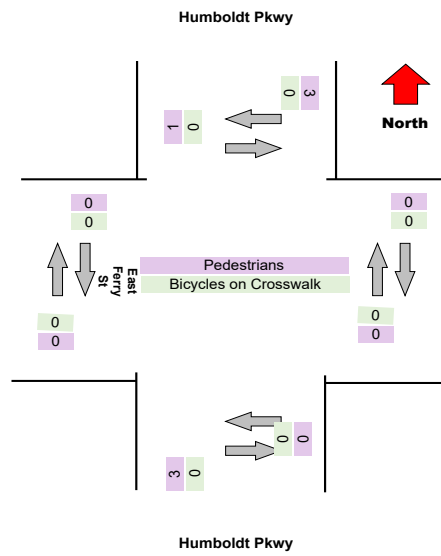 Humboldt Pkwy
0 3
1 0
North
0
0
0
0
East
Ferry
St
Pedestrians
Bicycles on Crosswalk
0
0
0
0
0 0
3 0
Humboldt Pkwy